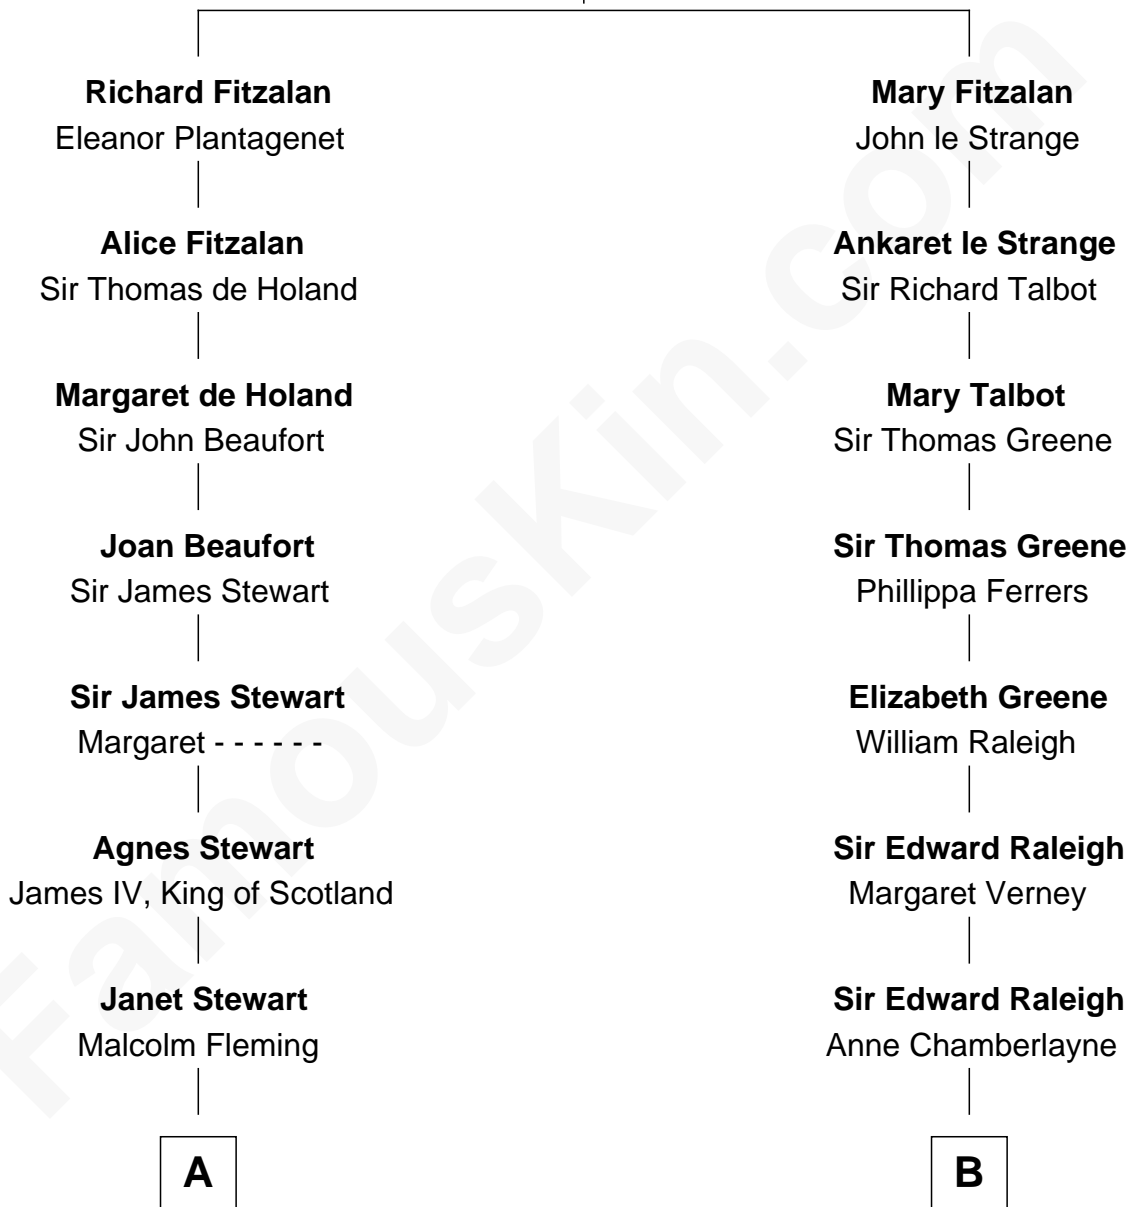 Richard Fitzalan
Eleanor Plantagenet
Alice Fitzalan
Sir Thomas de Holand
Margaret de Holand
Sir John Beaufort
Joan Beaufort
Sir James Stewart
Sir James Stewart
Margaret - - - - - -
Agnes Stewart
James IV, King of Scotland
Janet Stewart
Malcolm Fleming
A
Mary Fitzalan
John le Strange
Ankaret le Strange
Sir Richard Talbot
Mary Talbot
Sir Thomas Greene
Sir Thomas Greene
Phillippa Ferrers
Elizabeth Greene
William Raleigh
Sir Edward Raleigh
Margaret Verney
Sir Edward Raleigh
Anne Chamberlayne
B
FamousKin.com